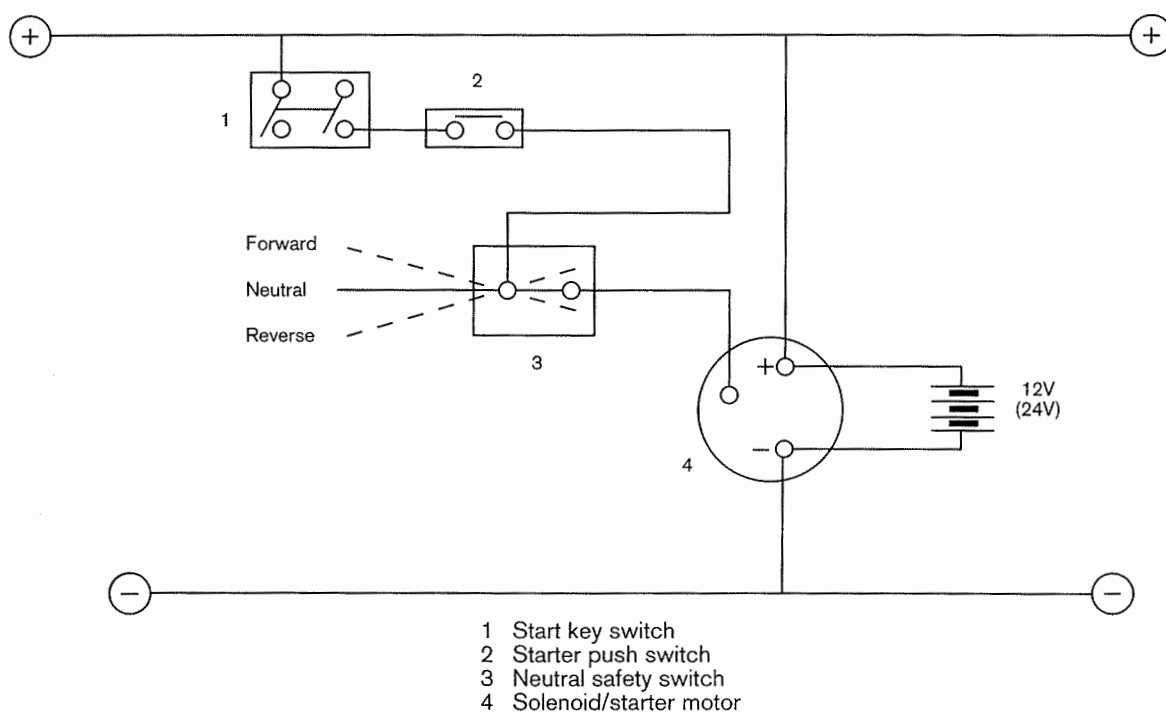 + +
1
2
Forward
Neutral
Reverse
3
+
−
4
12V
(24V)
− −
1 Start key switch
2 Starter push switch
3 Neutral safety switch
4 Solenoid/starter motor